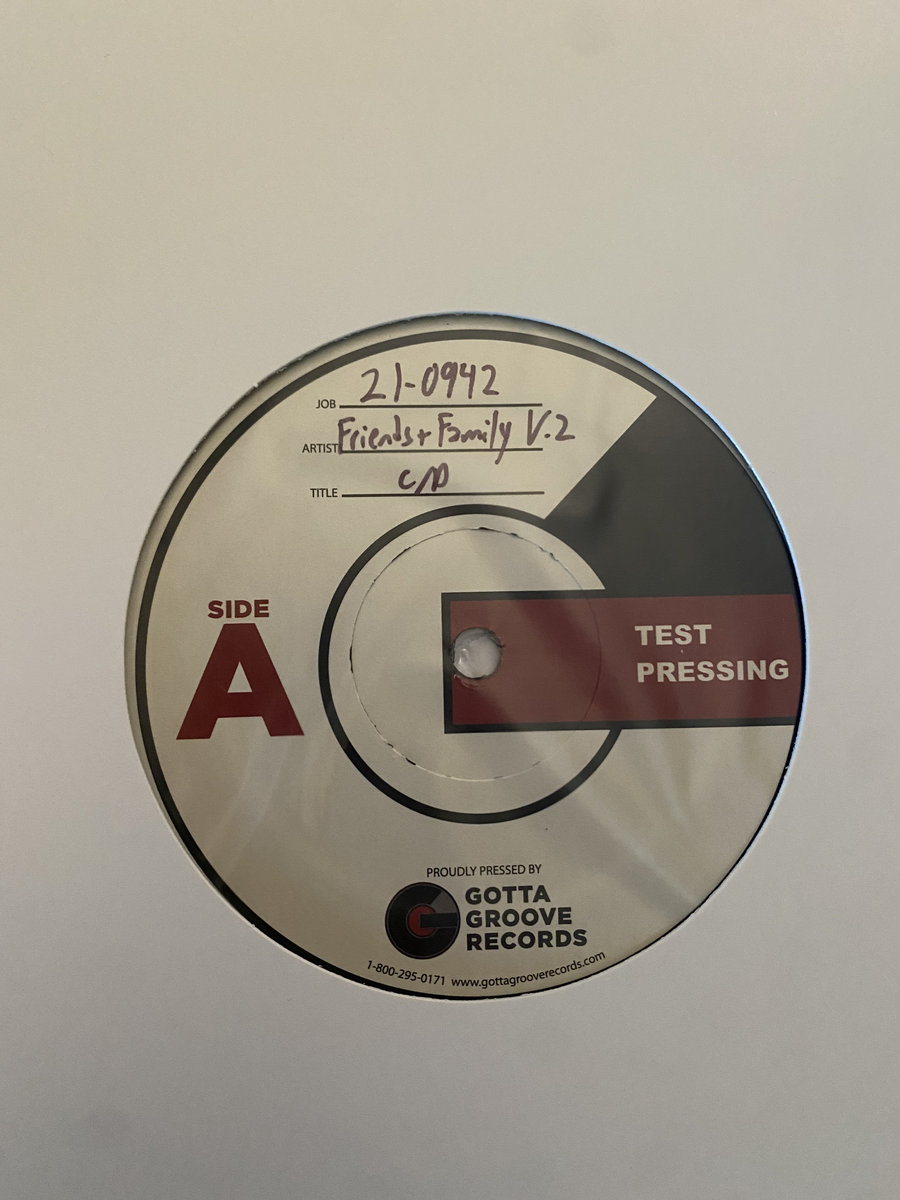 JOB 21-0942
ARTIST Friends + Family V.2
TITLE
SIDE
A
TEST
PRESSING
PROUDLY PRESSED BY
GOTTA
GROOVE
RECORDS
1-800-295-0171 www.gottagrooverecords.com